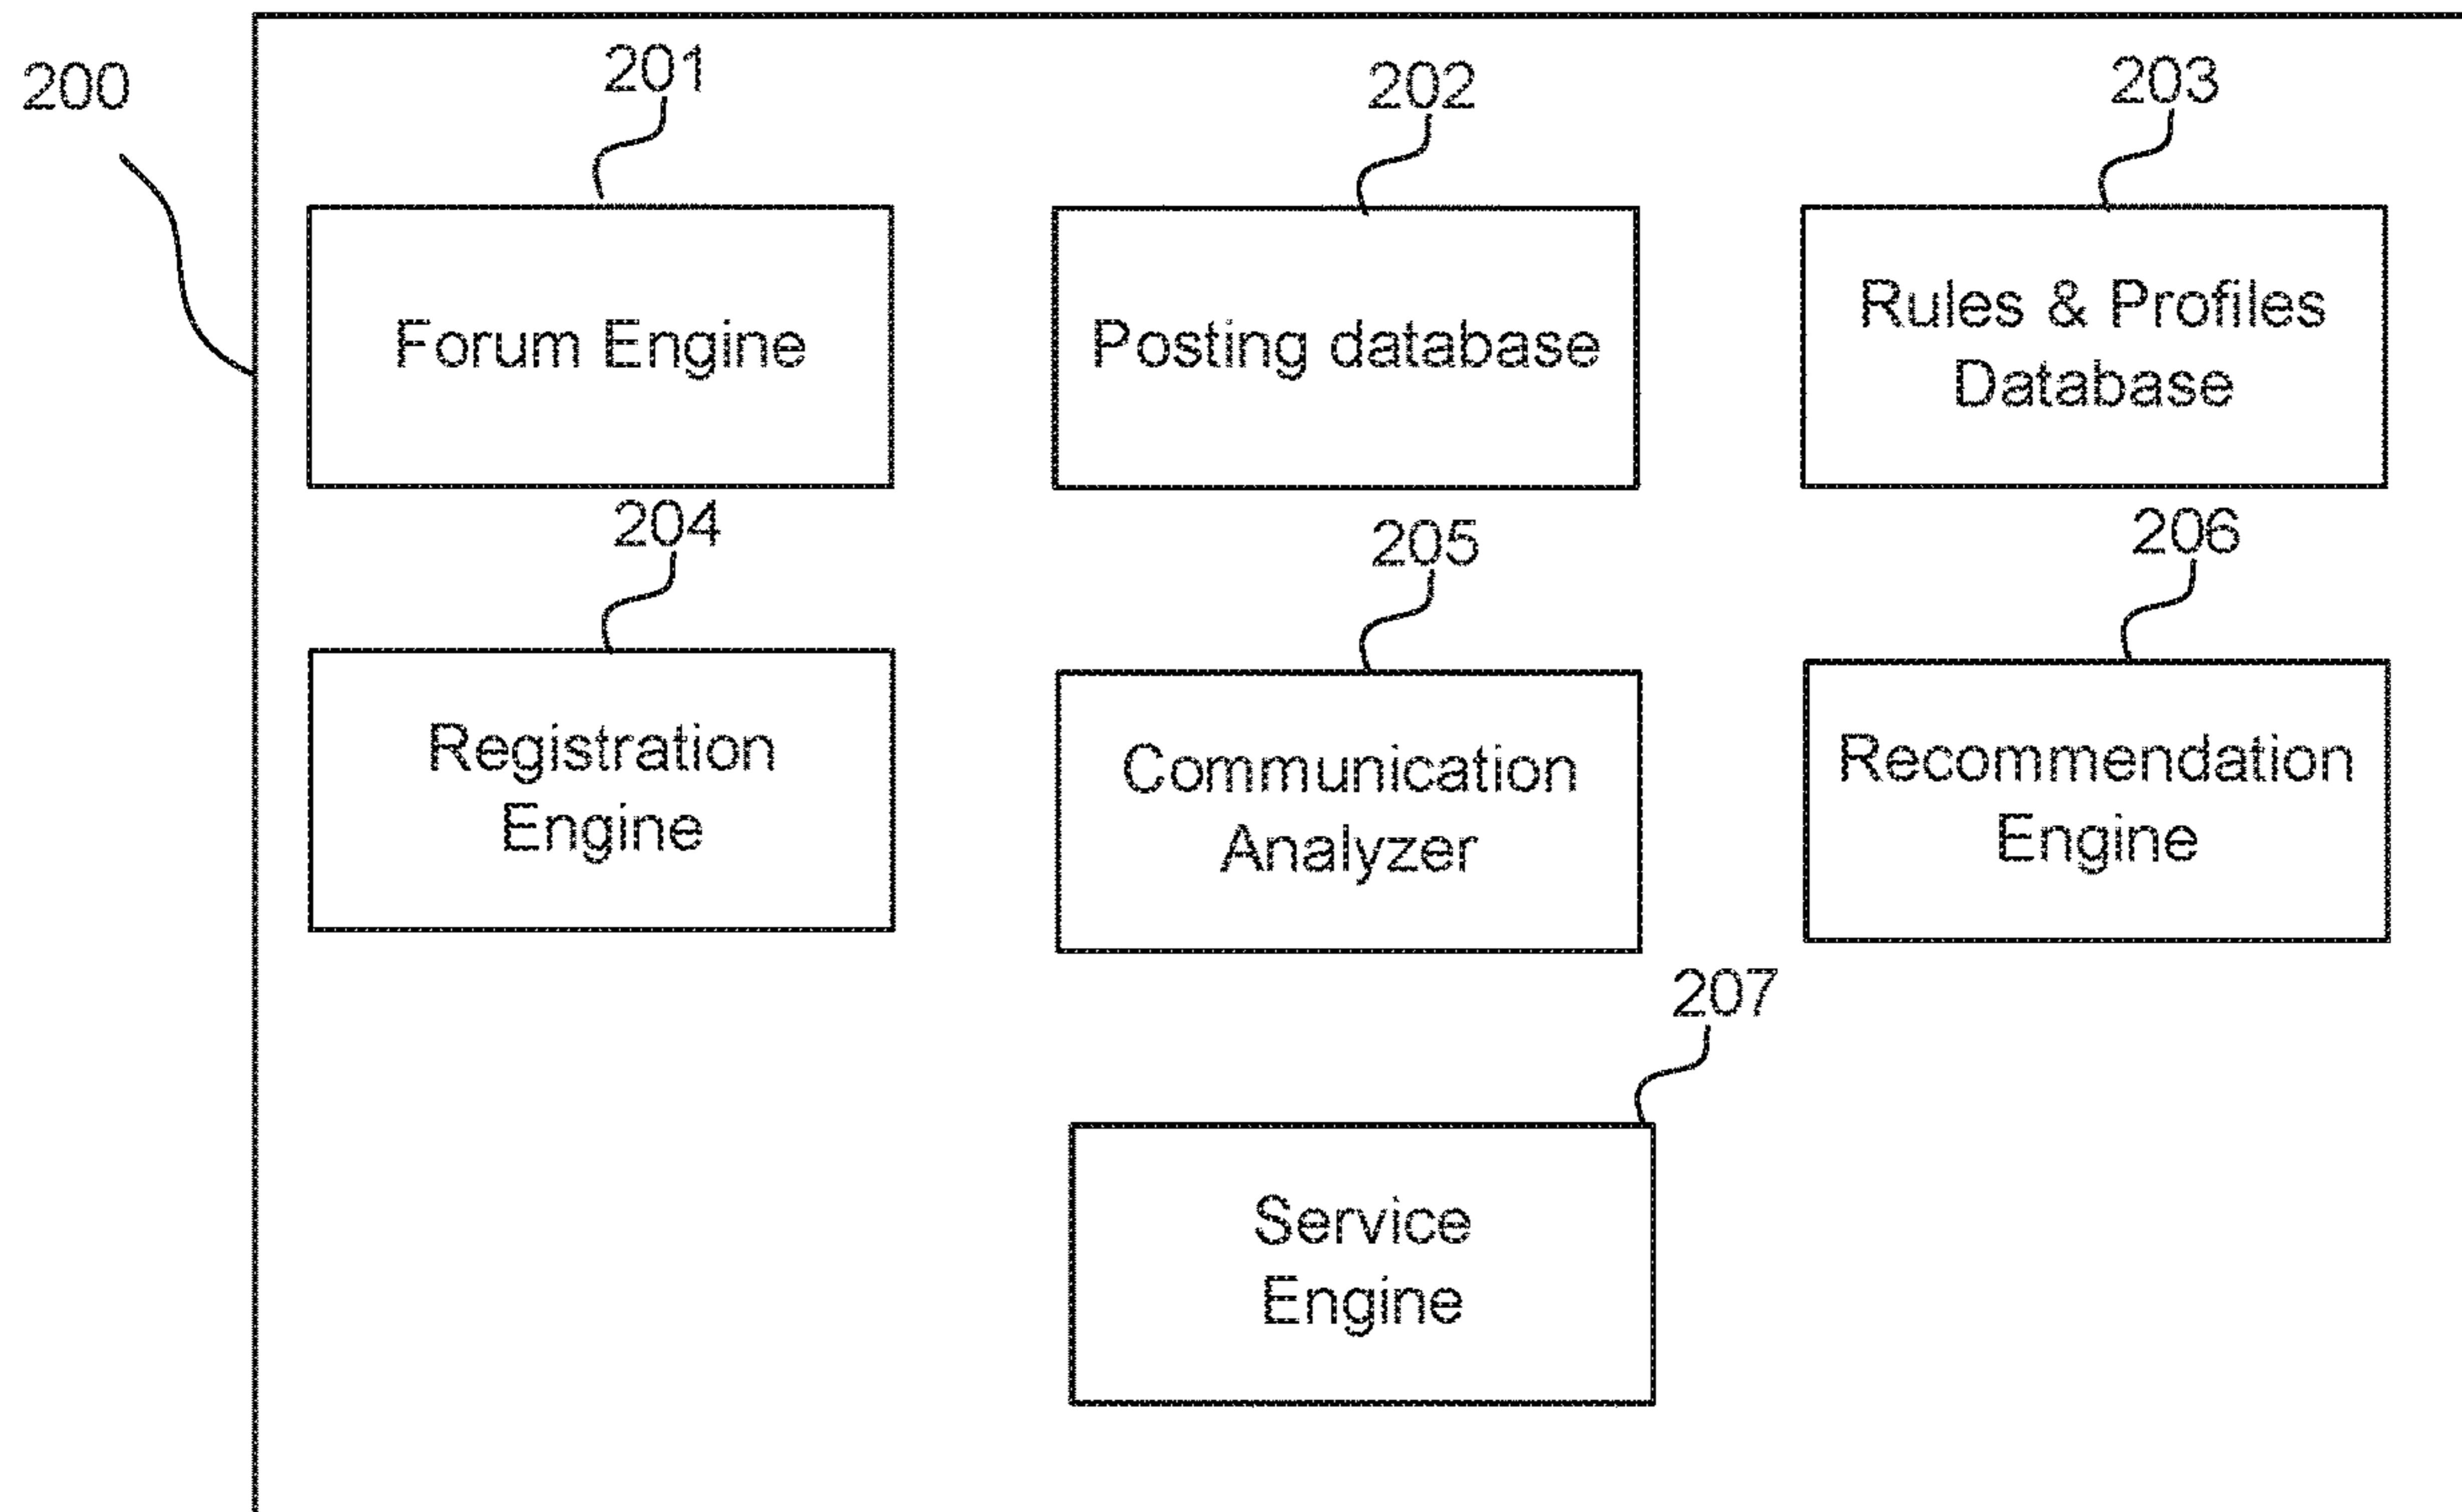 200
201
202
203
Forum Engine
Posting database
Rules & Profiles
Database
204
205
206
Registration
Engine
Communication
Analyzer
Recommendation
Engine
207
Service
Engine